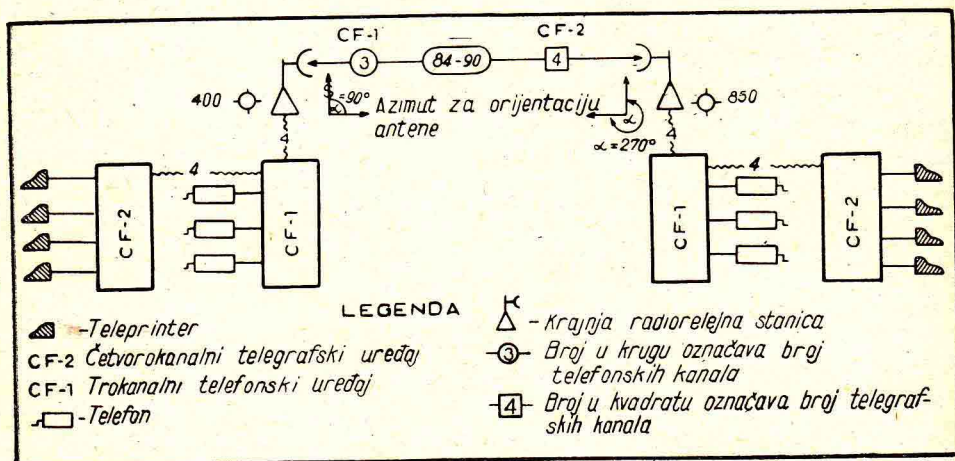 CF-1
CF-2
3
84-90
4
400
S
α=90°
Azimut za orijentaciju
antene
α
α=270°
850
4
4
4
4
CF-2
CF-1
CF-1
CF-2
LEGENDA
-Teleprinter
CF-2 Četvorokanalni telegrafski uređaj
CF-1 Trokanalni telefonski uređaj
-Telefon
- Krajnja radiorelejna stanica
3 - Broj u krugu označava broj
telefonskih kanala
4 - Broj u kvadratu označava broj telegraf-
skih kanala